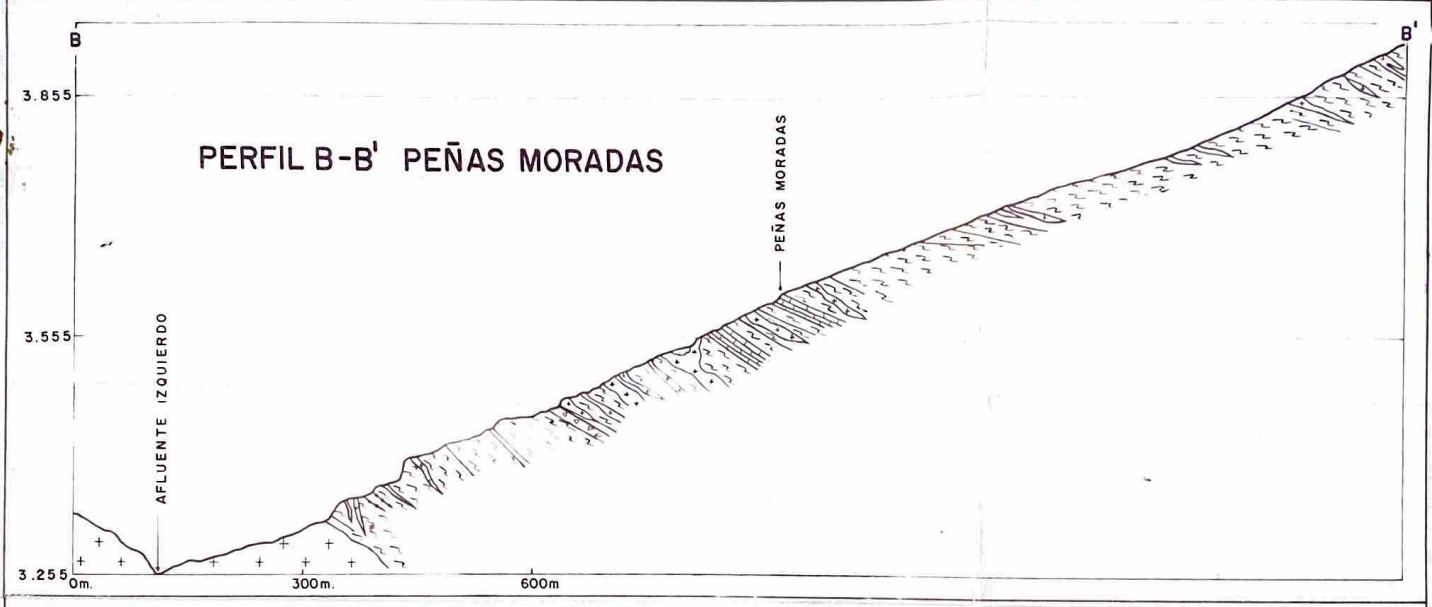 B
B'
3.855
PERFIL B-B' PEÑAS MORADAS
PEÑAS MORADAS
3.555
AFLUENTE IZQUIERDO
3.255
0m.
300m.
600m